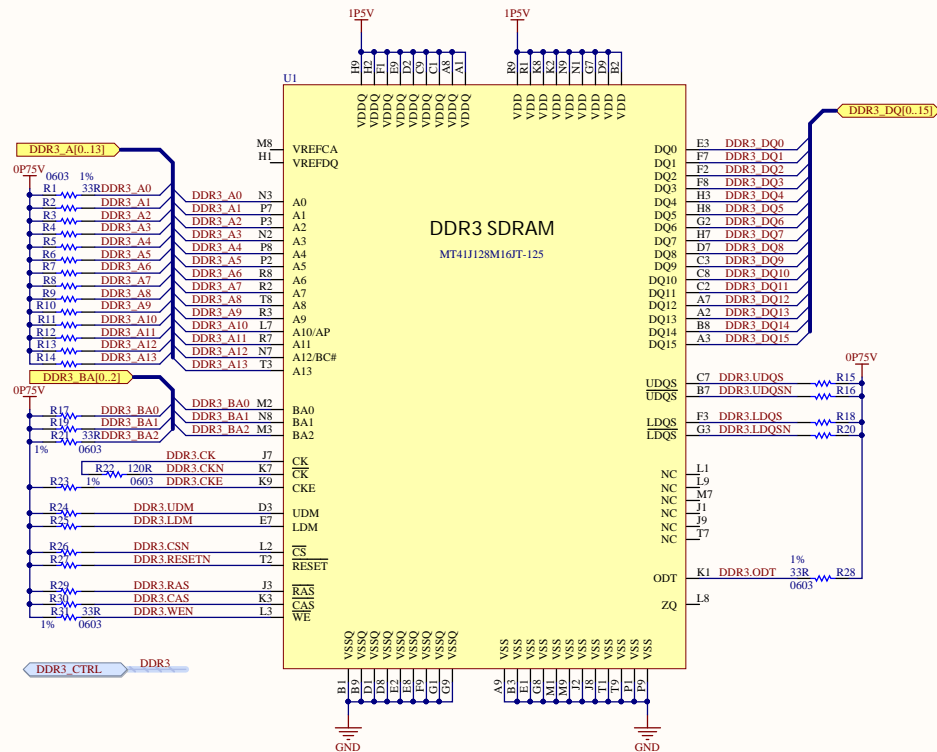 1P5V
1P5V
H9 H2 F1 E9 D2 C9 C1 A8 A1
R9 R1 K8 K2 N9 N1 G7 D9 B2
U1
VDDQ VDDQ VDDQ VDDQ VDDQ VDDQ VDDQ VDDQ VDDQ
VDD VDD VDD VDD VDD VDD VDD VDD VDD
DDR3_DQ[0..15]
M8 VREFCA
H1 VREFDQ
DDR3 SDRAM
MT41J128M16JT-125
DDR3_A[0..13]
0P75V
0603 1%
R1 33R DDR3_A0
R2 DDR3_A1
R3 DDR3_A2
R4 DDR3_A3
R5 DDR3_A4
R6 DDR3_A5
R7 DDR3_A6
R8 DDR3_A7
R9 DDR3_A8
R10 DDR3_A9
R11 DDR3_A10
R12 DDR3_A11
R13 DDR3_A12
R14 DDR3_A13
DDR3_A0 N3 A0
DDR3_A1 P7 A1
DDR3_A2 P3 A2
DDR3_A3 N2 A3
DDR3_A4 P8 A4
DDR3_A5 P2 A5
DDR3_A6 R8 A6
DDR3_A7 R2 A7
DDR3_A8 T8 A8
DDR3_A9 R3 A9
DDR3_A10 L7 A10/AP
DDR3_A11 R7 A11
DDR3_A12 N7 A12/BC#
DDR3_A13 T3 A13
DQ0 E3 DDR3_DQ0
DQ1 F7 DDR3_DQ1
DQ2 F2 DDR3_DQ2
DQ3 F8 DDR3_DQ3
DQ4 H3 DDR3_DQ4
DQ5 H8 DDR3_DQ5
DQ6 G2 DDR3_DQ6
DQ7 H7 DDR3_DQ7
DQ8 D7 DDR3_DQ8
DQ9 C3 DDR3_DQ9
DQ10 C8 DDR3_DQ10
DQ11 C2 DDR3_DQ11
DQ12 A7 DDR3_DQ12
DQ13 A2 DDR3_DQ13
DQ14 B8 DDR3_DQ14
DQ15 A3 DDR3_DQ15
DDR3_BA[0..2]
0P75V
R17 DDR3_BA0
R19 DDR3_BA1
R21 33R DDR3_BA2
1% 0603
DDR3_BA0 M2 BA0
DDR3_BA1 N8 BA1
DDR3_BA2 M3 BA2
0P75V
UDQS C7 DDR3.UDQS R15
UDQS B7 DDR3.UDQSN R16
LDQS F3 DDR3.LDQS R18
LDQS G3 DDR3.LDQSN R20
DDR3.CK J7 CK
R22 120R DDR3.CKN K7 CK
1% 0603
R23 DDR3.CKE K9 CKE
R24 DDR3.UDM D3 UDM
R25 DDR3.LDM E7 LDM
R26 DDR3.CSN L2 CS
R27 DDR3.RESETN T2 RESET
R29 DDR3.RAS J3 RAS
R30 DDR3.CAS K3 CAS
R31 33R DDR3.WEN L3 WE
1% 0603
NC L1
NC L9
NC M7
NC J1
NC J9
NC T7
1%
ODT K1 DDR3.ODT 33R R28
0603
ZQ L8
DDR3_CTRL DDR3
VSSQ VSSQ VSSQ VSSQ VSSQ VSSQ VSSQ VSSQ VSSQ
VSS VSS VSS VSS VSS VSS VSS VSS VSS VSS VSS VSS
B1 B9 D1 D8 E2 E8 F9 G1 G9
A9 B3 E1 G8 M1 M9 J2 J8 T1 T9 P1 P9
GND
GND